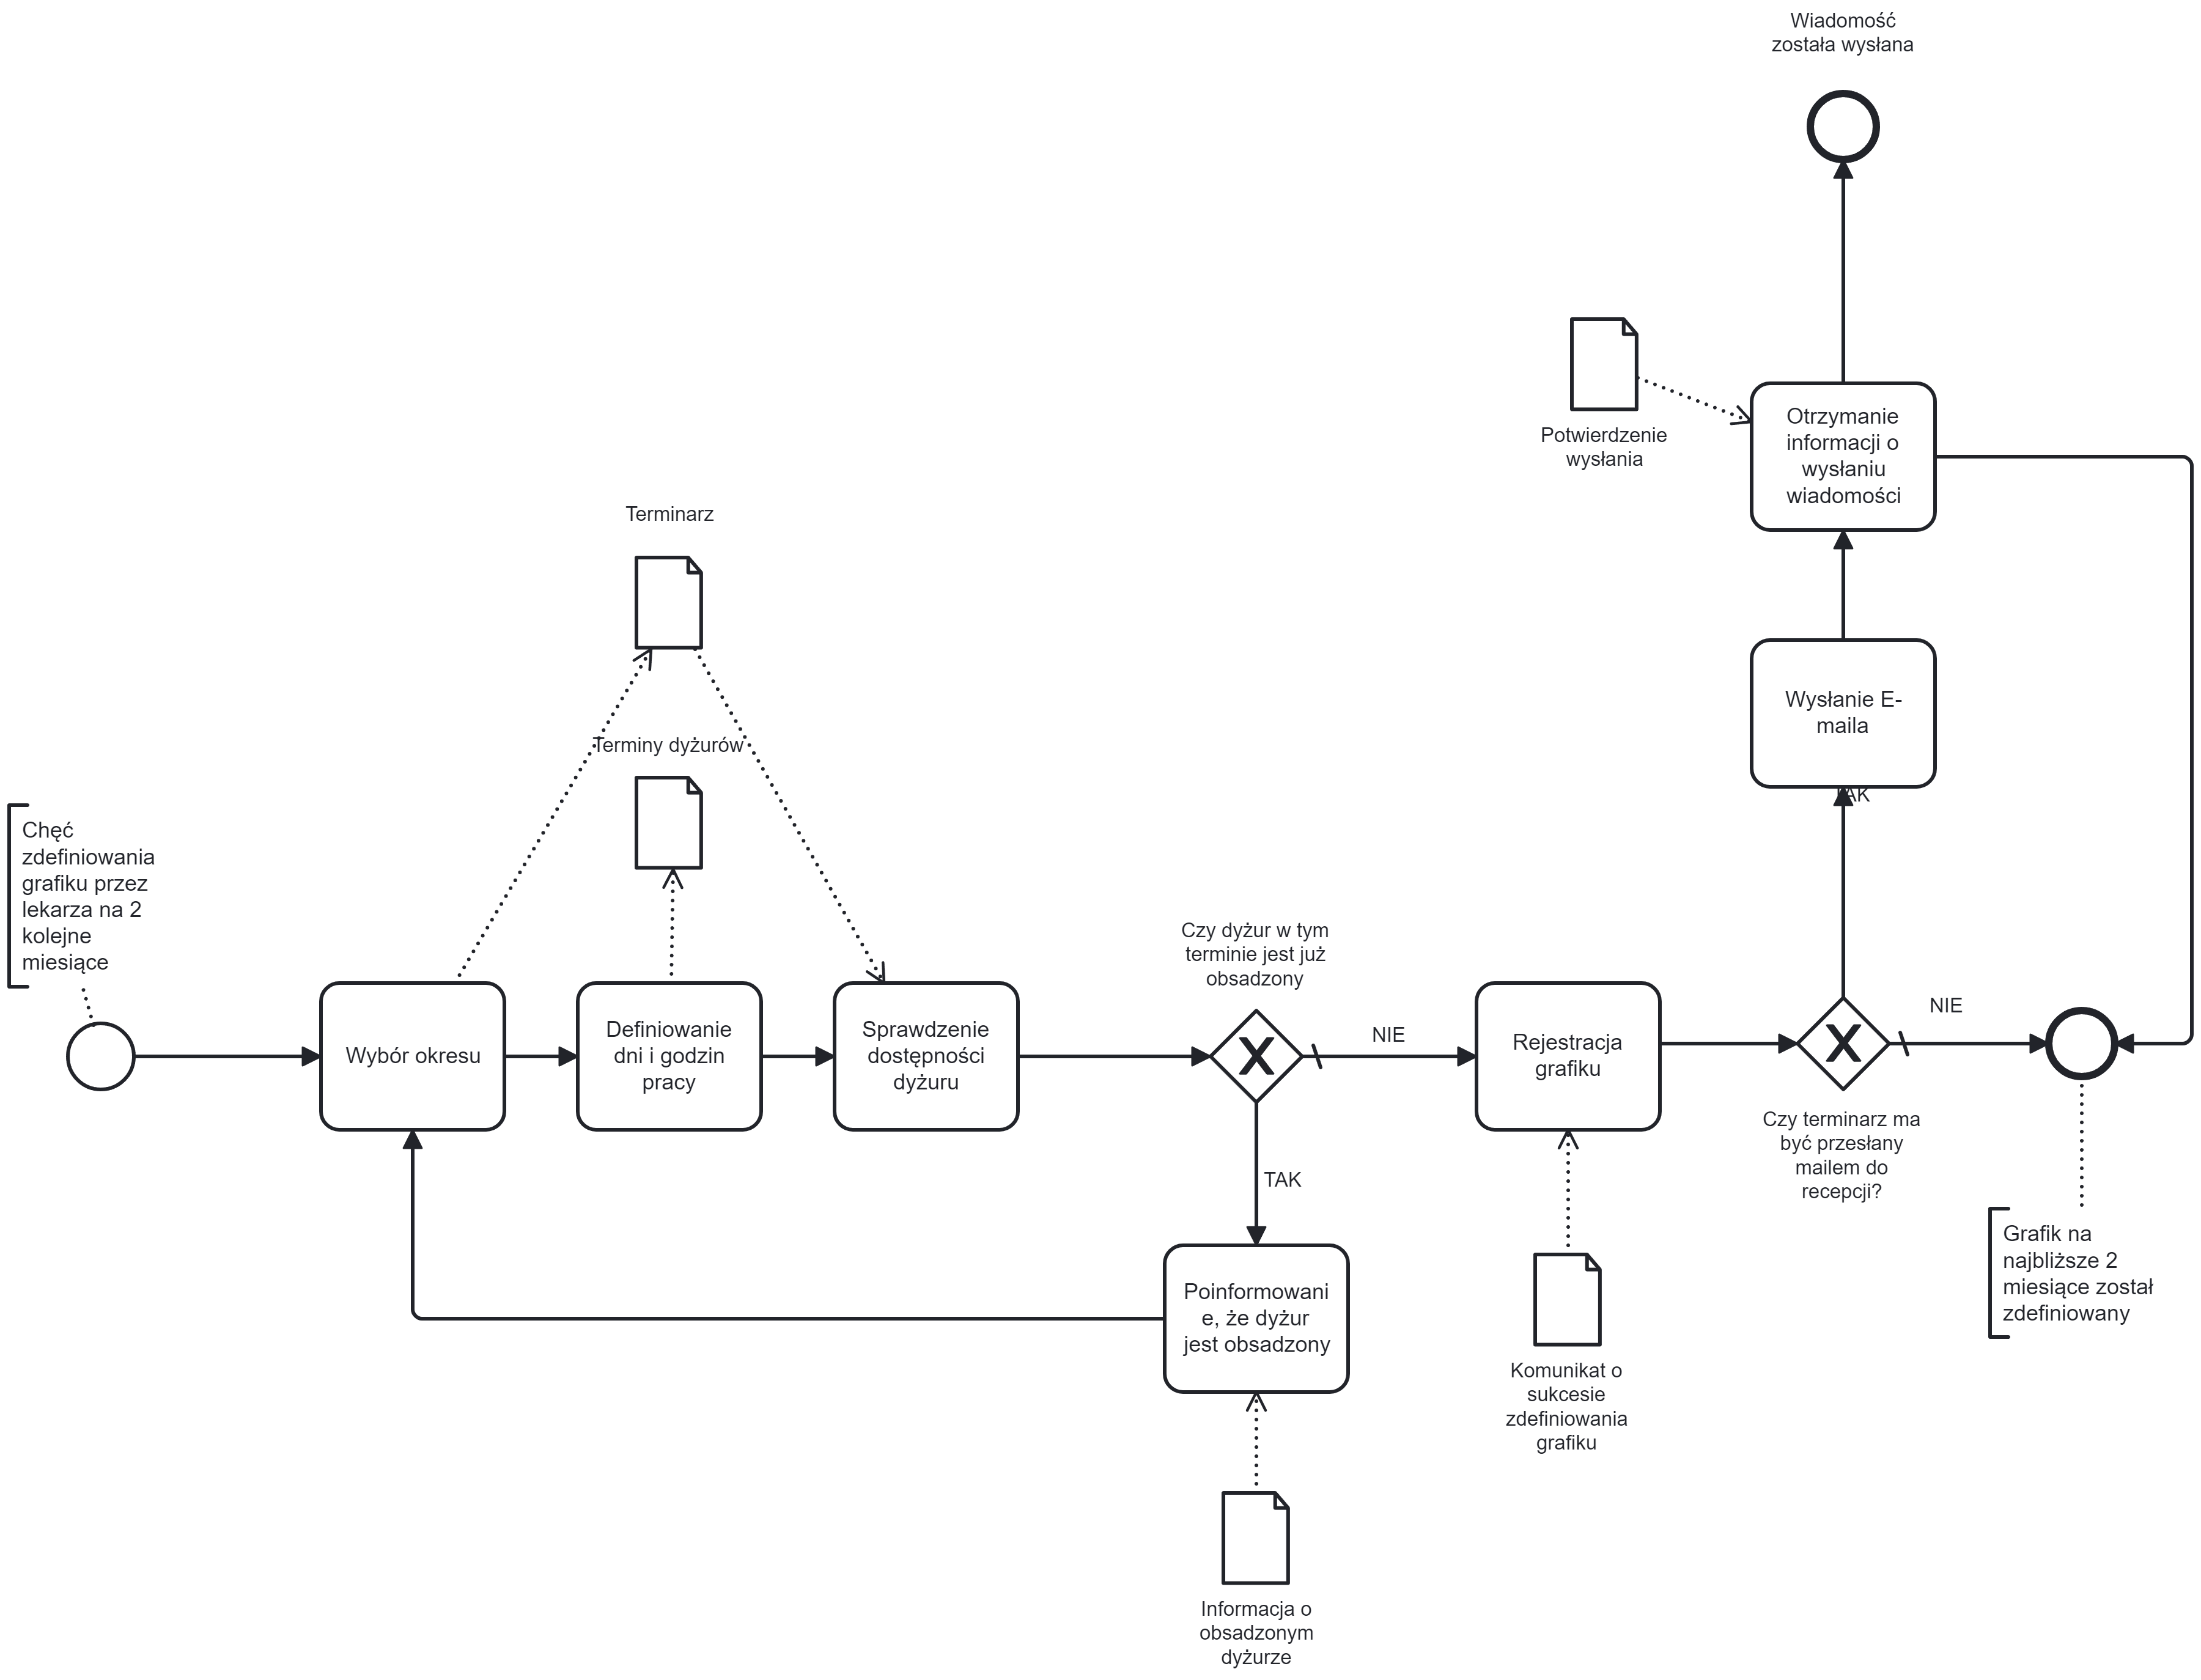 Wiadomość
została wysłana
Potwierdzenie
wysłania
Otrzymanie
informacji o
wysłaniu
wiadomości
Terminarz
Wysłanie E-
maila
Terminy dyżurów
TAK
Chęć
zdefiniowania
grafiku przez
lekarza na 2
kolejne
miesiące
Czy dyżur w tym
terminie jest już
obsadzony
Wybór okresu
Definiowanie
dni i godzin
pracy
Sprawdzenie
dostępności
dyżuru
NIE
Rejestracja
grafiku
NIE
Czy terminarz ma
być przesłany
mailem do
recepcji?
TAK
Grafik na
najbliższe 2
miesiące został
zdefiniowany
Poinformowani
e, że dyżur
jest obsadzony
Komunikat o
sukcesie
zdefiniowania
grafiku
Informacja o
obsadzonym
dyżurze